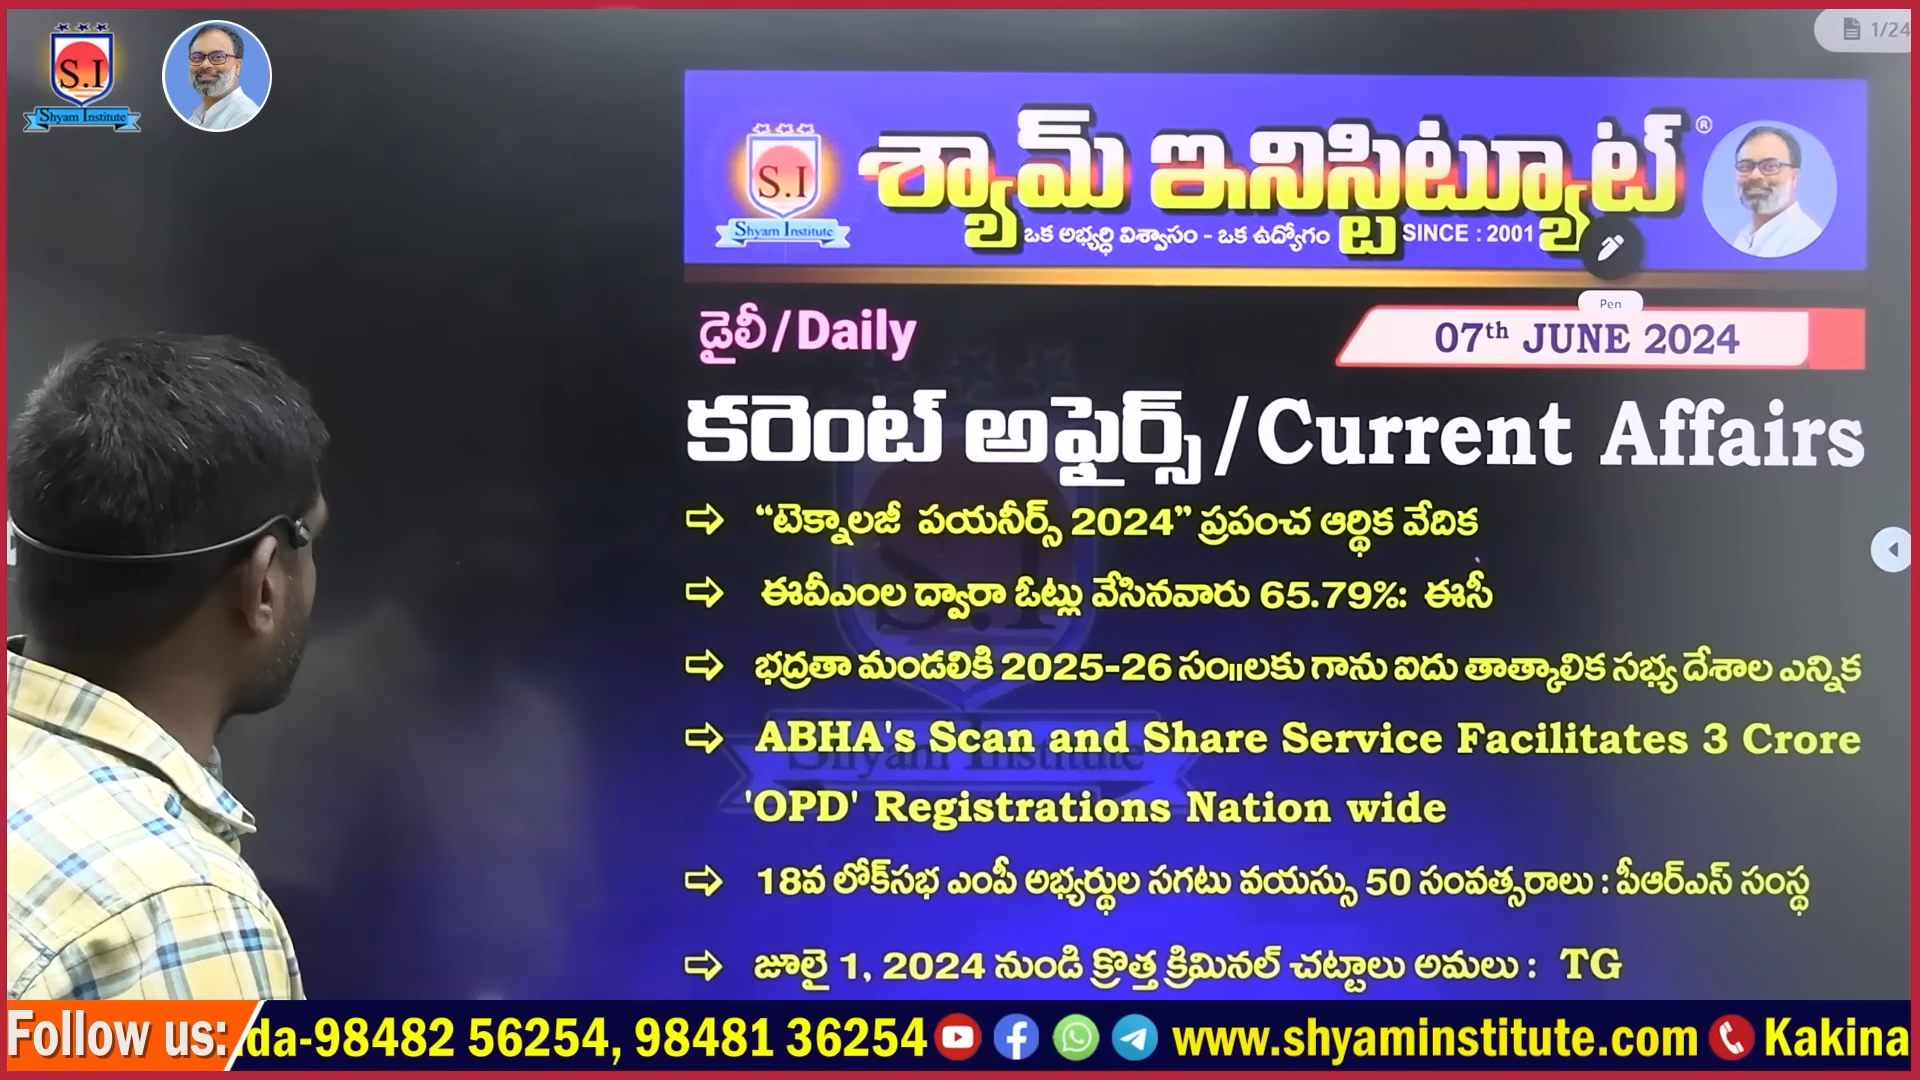 S.I
Shyam Institute
1/24
S.I
Shyam Institute
శ్యామ్ ఇనిస్టిట్యూట్ ®
ఒక అభ్యర్ధి విశ్వాసం - ఒక ఉద్యోగం
SINCE : 2001
Pen
డైలీ/Daily
07th JUNE 2024
కరెంట్ అఫైర్స్/Current Affairs
⇨ “టెక్నాలజీ పయనీర్స్ 2024” ప్రపంచ ఆర్థిక వేదిక
⇨ ఈవీఎంల ద్వారా ఓట్లు వేసినవారు 65.79%: ఈసీ
⇨ భద్రతా మండలికి 2025-26 సం॥లకు గాను ఐదు తాత్కాలిక సభ్య దేశాల ఎన్నిక
⇨ ABHA's Scan and Share Service Facilitates 3 Crore
'OPD' Registrations Nation wide
⇨ 18వ లోక్‌సభ ఎంపీ అభ్యర్థుల సగటు వయస్సు 50 సంవత్సరాలు : పీఆర్ఎస్ సంస్థ
⇨ జూలై 1, 2024 నుండి క్రొత్త క్రిమినల్ చట్టాలు అమలు : TG
Follow us: da-98482 56254, 98481 36254 www.shyaminstitute.com Kakina